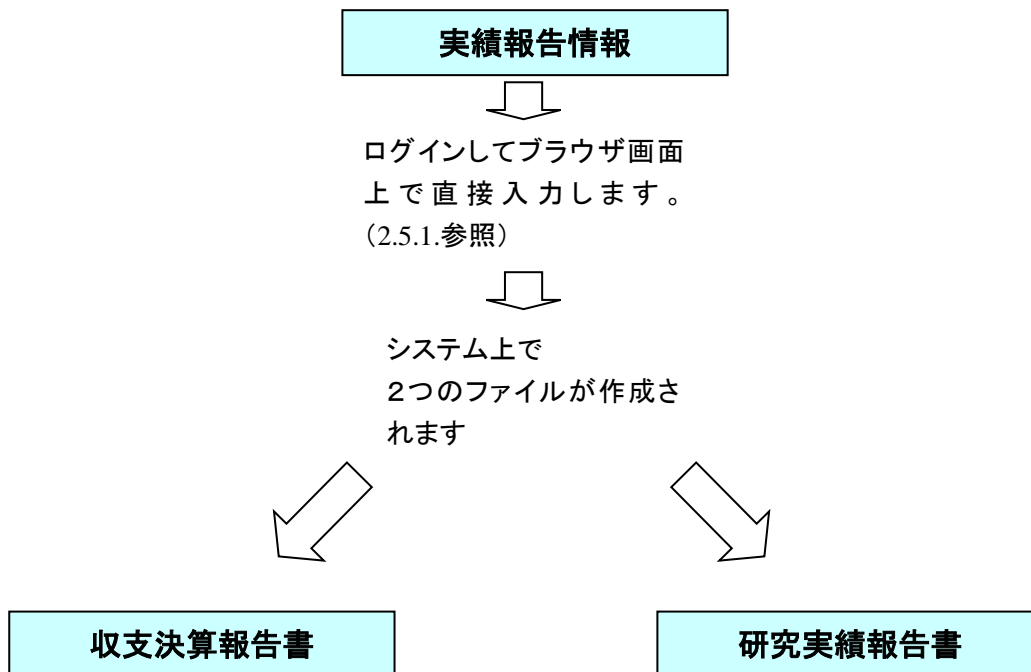 実績報告情報
ログインしてブラウザ画面
上で直接入力します。
（2.5.1.参照）
システム上で
２つのファイルが作成さ
れます
収支決算報告書
研究実績報告書